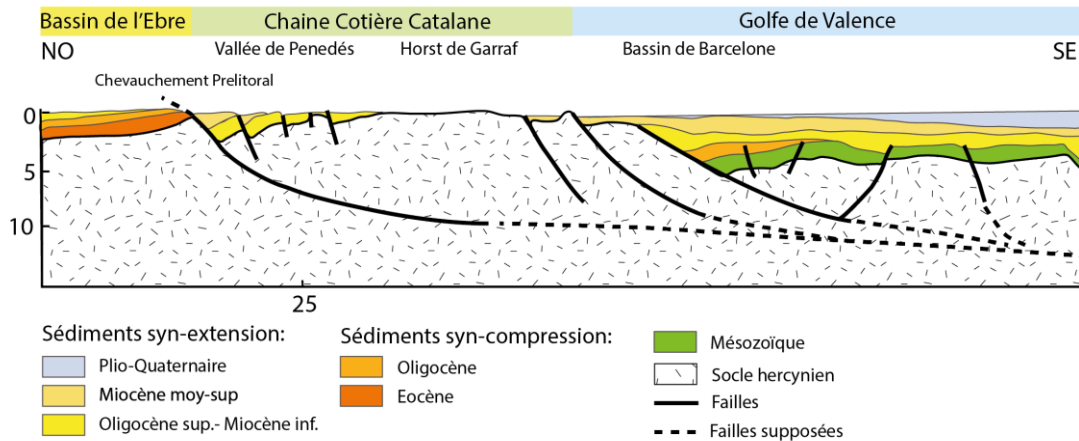 Bassin de l'Ebre Chaine Cotière Catalane Golfe de Valence
NO Vallée de Penedés Horst de Garraf Bassin de Barcelone SE
Chevauchement Prelitoral
0
5
10
25
Sédiments syn-extension:
Plio-Quaternaire
Miocène moy-sup
Oligocène sup.- Miocène inf.
Sédiments syn-compression:
Oligocène
Eocène
Mésozoïque
Socle hercynien
Failles
Failles supposées